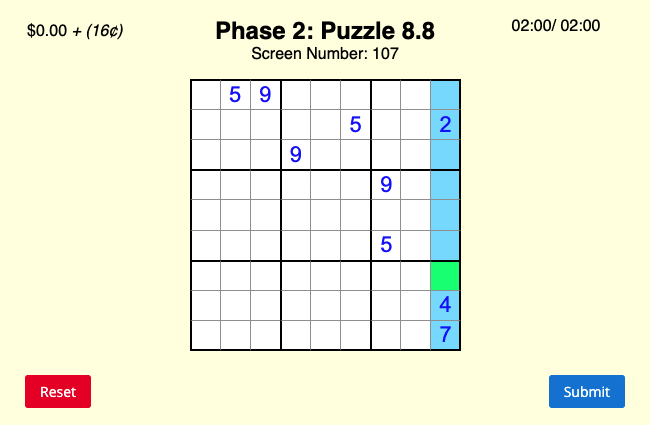 $0.00 + (16¢)
Phase 2: Puzzle 8.8
02:00/ 02:00
Screen Number: 107
5 9
5 2
9
9
5
4
7
Reset
Submit